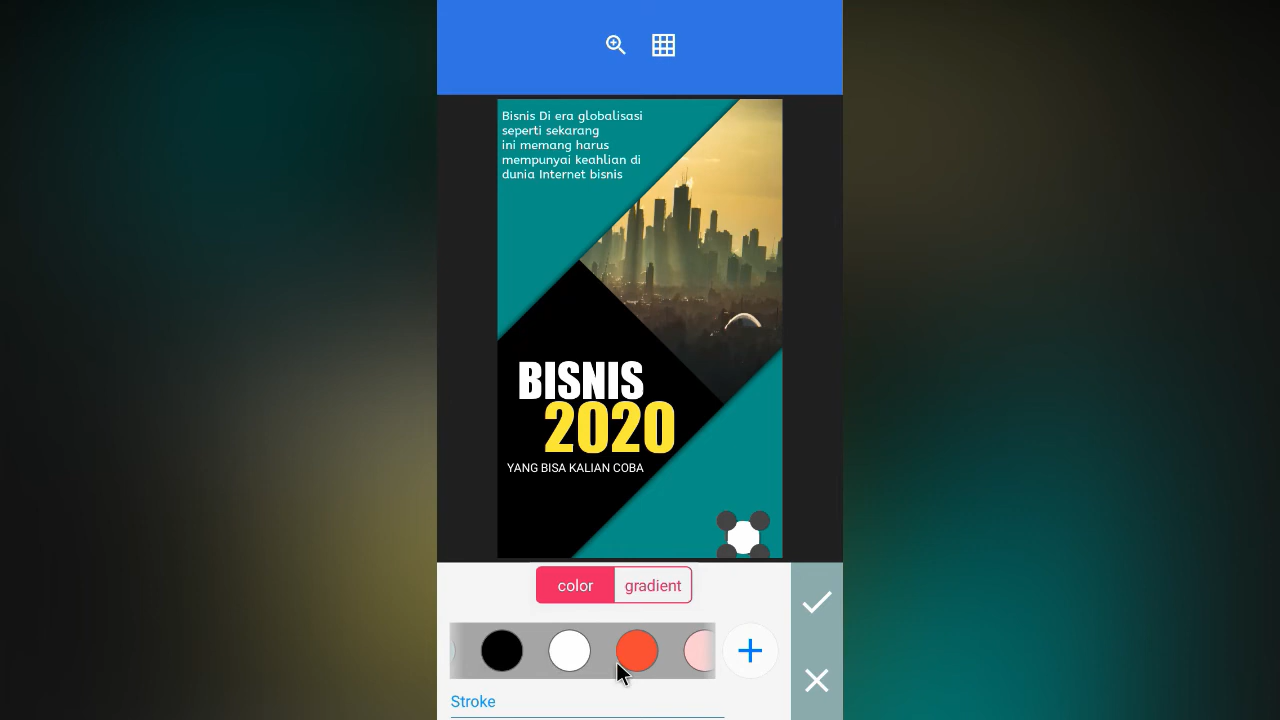 Bisnis Di era globalisasi
seperti sekarang
ini memang harus
mempunyai keahlian di
dunia Internet bisnis
BISNIS
2020
YANG BISA KALIAN COBA
color
gradient
Stroke